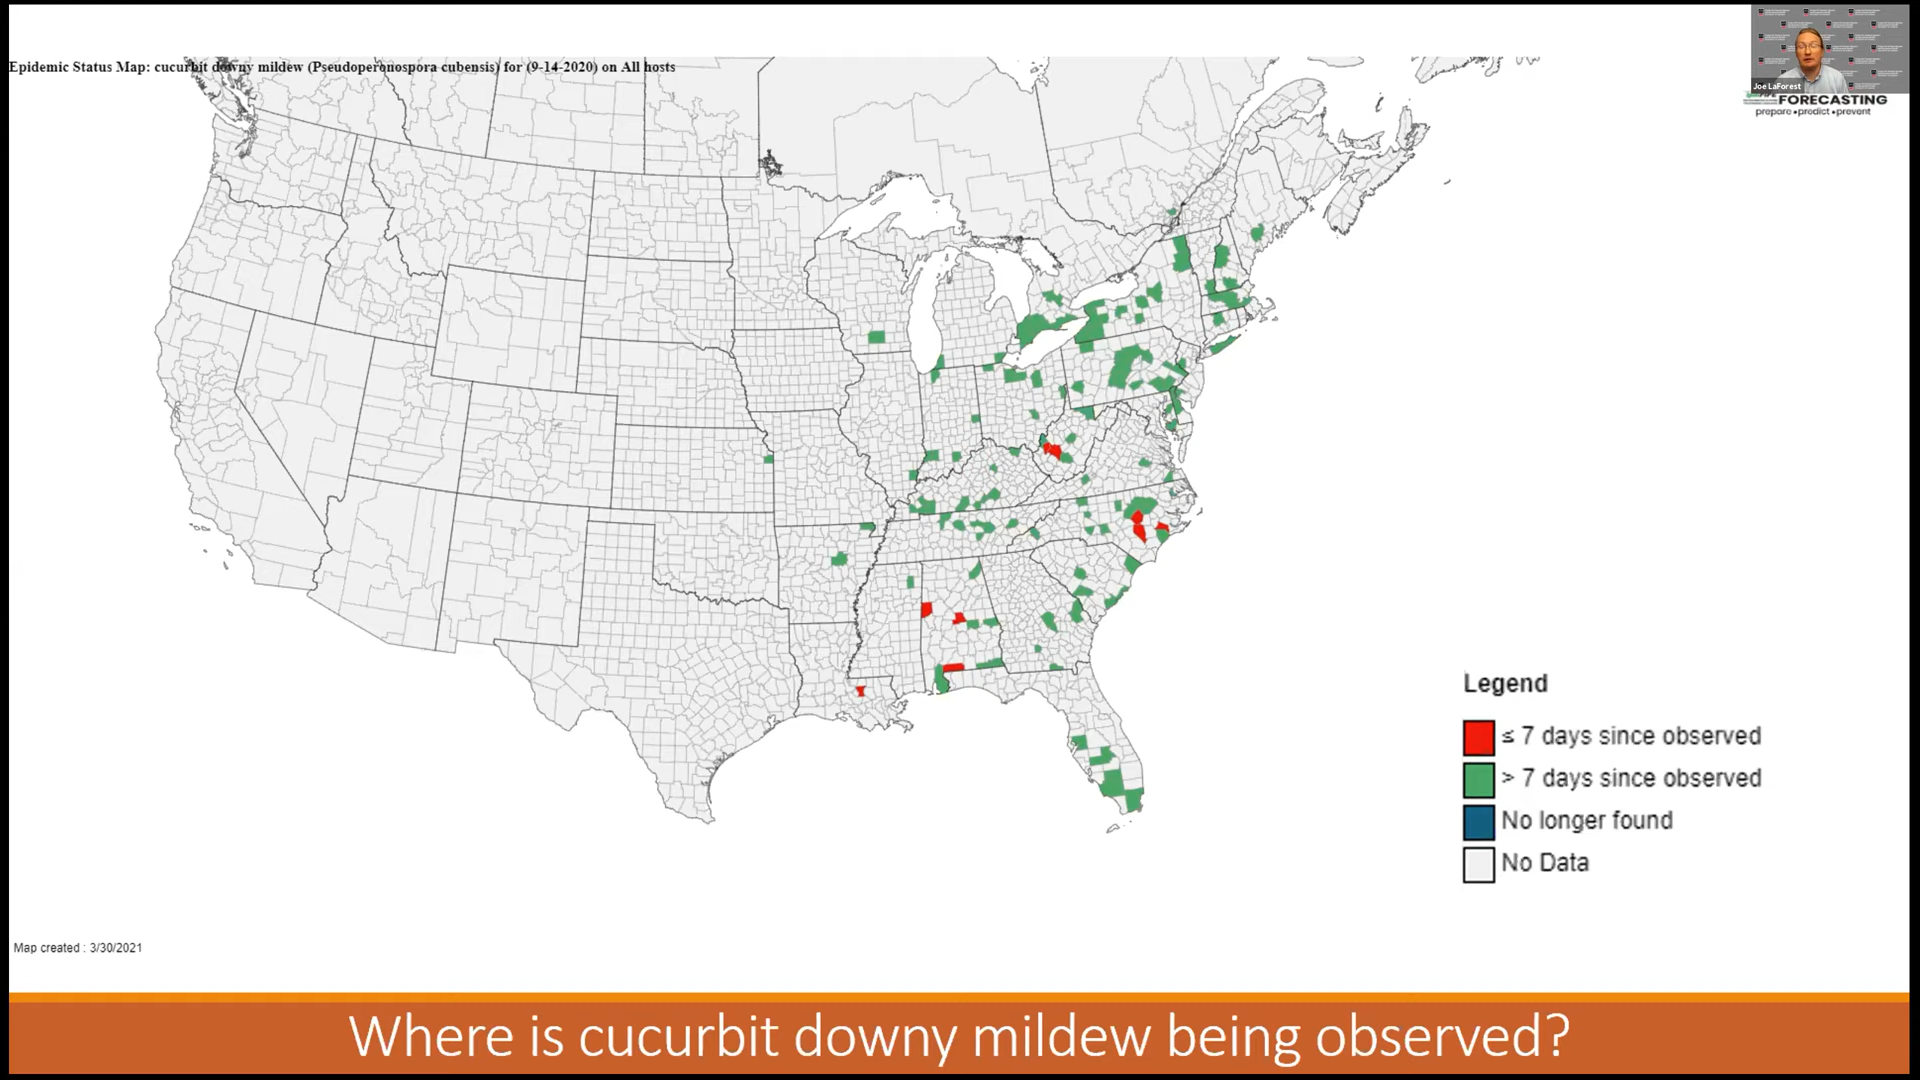 Epidemic Status Map: cucurbit downy mildew (Pseudoperonospora cubensis) for (9-14-2020) on All hosts
Joe LaForest
FORECASTING
prepare •predict •prevent
Legend
≤ 7 days since observed
> 7 days since observed
No longer found
No Data
Map created : 3/30/2021
Where is cucurbit downy mildew being observed?